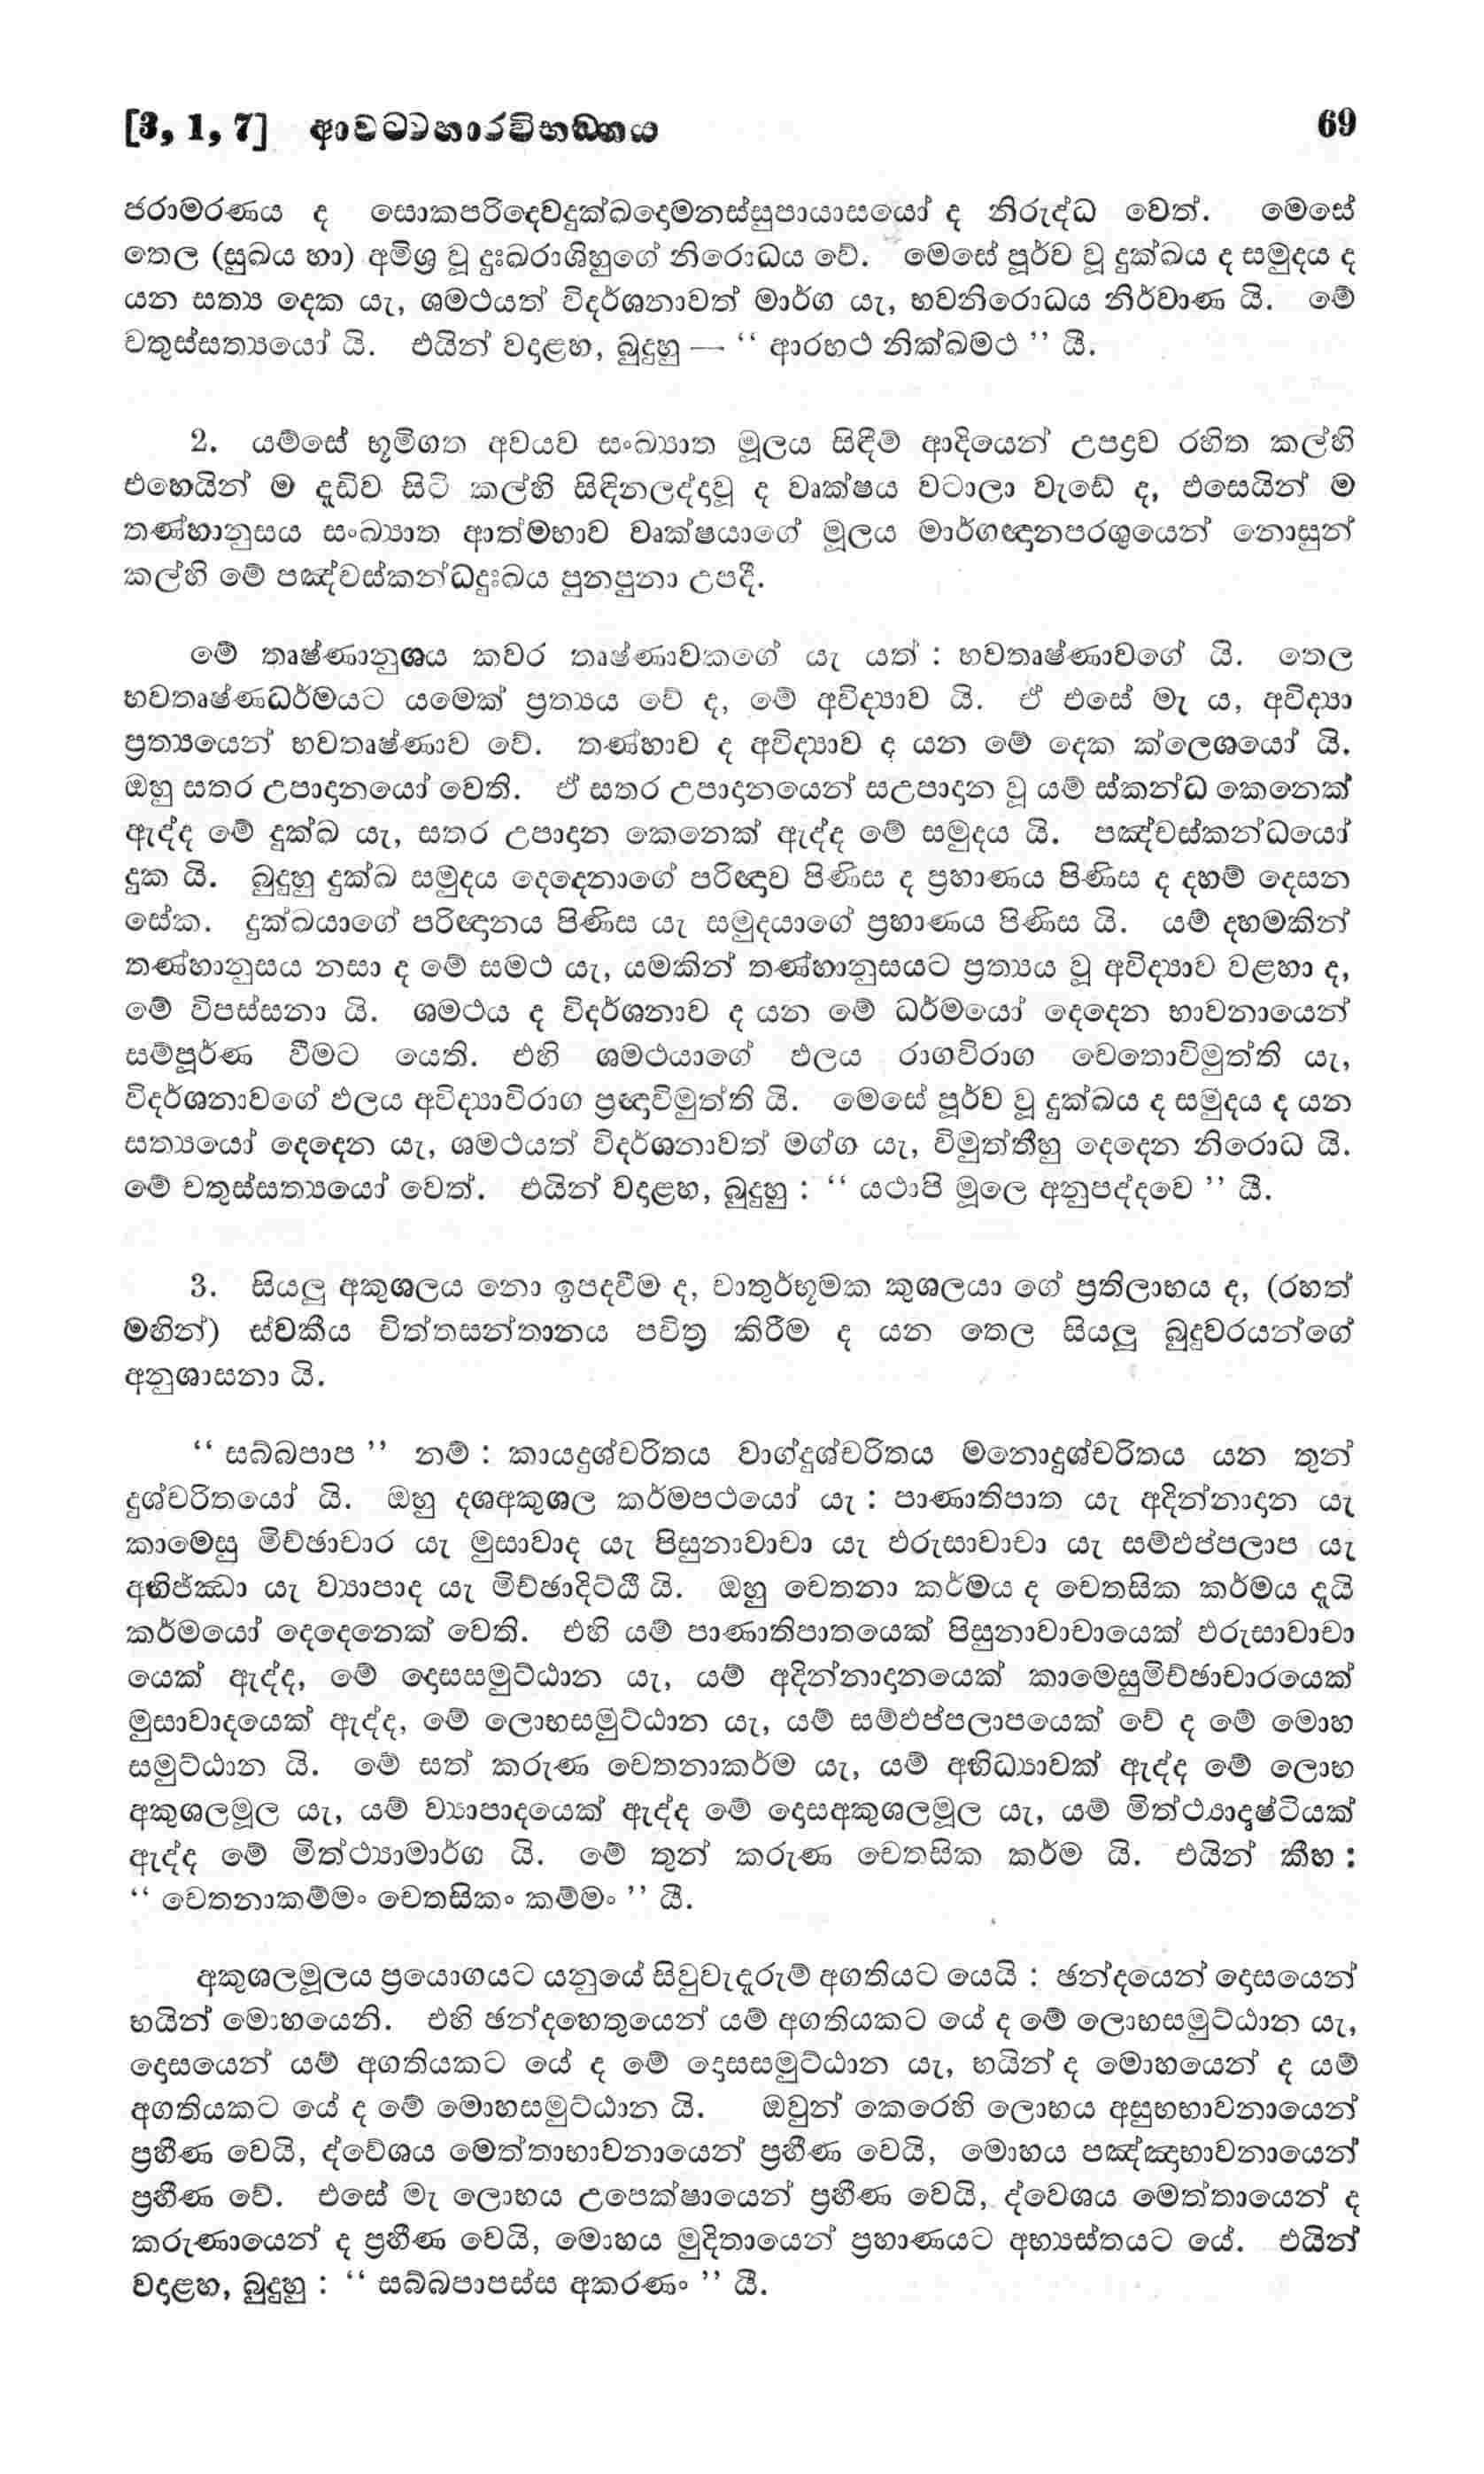 [3, 1, 7] ආවට්ටහාරවිභඞ්ගය 69
ජරාමරණය ද සොකපරිදෙවදුක්ඛදොමනස්සුපායාසයෝ ද නිරුද්ධ වෙත්. මෙසේ
තෙල (සුඛය හා) අමිශ්‍ර වූ දුඃඛරාශිහුගේ නිරොධය වේ. මෙසේ පූර්ව වූ දුක්ඛය ද සමුදය ද
යන සත්‍ය දෙක යැ, ශමථයත් විදර්ශනාවත් මාර්ග යැ, භවනිරොධය නිර්වාණ යි. මේ
චතුස්සත්‍යයෝ යි. එයින් වදළහ, බුදුහු — “ ආරභථ නික්ඛමථ ” යී.
2. යම්සේ භූමිගත අවයව සංඛ්‍යාත මූලය සිඳීම් ආදියෙන් උපද්‍රව රහිත කල්හි
එහෙයින් ම දැඩිව සිටි කල්හි සිඳිනලද්දවූ ද වෘක්ෂය වටාලා වැඩේ ද, එසෙයින් ම
තණ්හානුසය සංඛ්‍යාත ආත්මභාව වෘක්ෂයාගේ මූලය මාර්ගඥානපරශුයෙන් නොසුන්
කල්හි මේ පඤ්චස්කන්ධදුඃඛය පුනපුනා උපදී.
මේ තෘෂ්ණානුශය කවර තෘෂ්ණාවකගේ යැ යත් : භවතෘෂ්ණාවගේ යි. තෙල
භවතෘෂ්ණධර්මයට යමෙක් ප්‍රත්‍යය වේ ද, මේ අවිද්‍යාව යි. ඒ එසේ මැ ය, අවිද්‍යා
ප්‍රත්‍යයෙන් භවතෘෂ්ණාව වේ. තණ්හාව ද අවිද්‍යාව ද යන මේ දෙක ක්ලෙශයෝ යි.
ඔහු සතර උපාදානයෝ වෙති. ඒ සතර උපාදානයෙන් සඋපාදාන වූ යම් ස්කන්ධ කෙනෙක්
ඇද්ද මේ දුක්ඛ යැ, සතර උපාදාන කෙනෙක් ඇද්ද මේ සමුදය යි. පඤ්චස්කන්ධයෝ
දුක යි. බුදුහු දුක්ඛ සමුදය දෙදෙනාගේ පරිඥාව පිණිස ද ප්‍රහාණය පිණිස ද දහම් දෙසන
සේක. දුක්ඛයාගේ පරිඥානය පිණිස යැ සමුදයාගේ ප්‍රහාණය පිණිස යි. යම් දහමකින්
තණ්හානුසය නසා ද මේ සමථ යැ, යමකින් තණ්හානුසයට ප්‍රත්‍යය වූ අවිද්‍යාව වළහා ද,
මේ විපස්සනා යි. ශමථය ද විදර්ශනාව ද යන මේ ධර්මයෝ දෙදෙන භාවනායෙන්
සම්පූර්ණ වීමට යෙති. එහි ශමථයාගේ ඵලය රාගවිරාග චෙතොවිමුත්ති යැ,
විදර්ශනාවගේ ඵලය අවිද්‍යාවිරාග ප්‍රඥාවිමුත්ති යි. මෙසේ පූර්ව වූ දුක්ඛය ද සමුදය ද යන
සත්‍යයෝ දෙදෙන යැ, ශමථයත් විදර්ශනාවත් මග්ග යැ, විමුත්තීහු දෙදෙන නිරොධ යි.
මේ චතුස්සත්‍යයෝ වෙත්. එයින් වදළහ, බුදුහු : “ යථාපි මූලෙ අනුපද්දවෙ ” යී.
3. සියලු අකුශලය නො ඉපදවීම ද, චාතුර්භූමක කුශලයා ගේ ප්‍රතිලාභය ද, (රහත්
මඟින්) ස්වකීය චිත්තසන්තානය පවිත්‍ර කිරීම ද යන තෙල සියලු බුදුවරයන්ගේ
අනුශාසනා යි.
“ සබ්බපාප ” නම් : කායදුශ්චරිතය වාග්දුශ්චරිතය මනොදුශ්චරිතය යන තුන්
දුශ්චරිතයෝ යි. ඔහු දශඅකුශල කර්මපථයෝ යැ : පාණාතිපාත යැ අදින්නාදාන යැ
කාමෙසු මිච්ඡාචාර යැ මුසාවාද යැ පිසුනාවාචා යැ ඵරුසාවාචා යැ සම්ඵප්පලාප යැ
අභිජ්ඣා යැ ව්‍යාපාද යැ මිච්ඡාදිට්ඨි යි. ඔහු චෙතනා කර්මය ද චෙතසික කර්මය දැයි
කර්මයෝ දෙදෙනෙක් වෙති. එහි යම් පාණාතිපාතයෙක් පිසුනාවාචායෙක් ඵරුසාවාචා
යෙක් ඇද්ද, මේ දොසසමුට්ඨාන යැ, යම් අදින්නාදානයෙක් කාමෙසුමිච්ඡාචාරයෙක්
මුසාවාදයෙක් ඇද්ද, මේ ලොභසමුට්ඨාන යැ, යම් සම්ඵප්පලාපයෙක් වේ ද මේ මොහ
සමුට්ඨාන යි. මේ සත් කරුණ චෙතනාකර්ම යැ, යම් අභිධ්‍යාවක් ඇද්ද මේ ලොභ
අකුශලමූල යැ, යම් ව්‍යාපාදයෙක් ඇද්ද මේ දොසඅකුශලමූල යැ, යම් මිත්ථ්‍යාදෘෂ්ටියක්
ඇද්ද මේ මිත්ථ්‍යාමාර්ග යි. මේ තුන් කරුණ චෙතසික කර්ම යි. එයින් කීහ :
“ චෙතනාකම්මං චෙතසිකං කම්මං ” යී.
අකුශලමූලය ප්‍රයොගයට යනුයේ සිවුවැදෑරුම් අගතියට යෙයි : ඡන්දයෙන් දොසයෙන්
භයින් මොහයෙනි. එහි ඡන්දහෙතුයෙන් යම් අගතියකට යේ ද මේ ලොභසමුට්ඨාන යැ,
දොසයෙන් යම් අගතියකට යේ ද මේ දොසසමුට්ඨාන යැ, භයින් ද මොහයෙන් ද යම්
අගතියකට යේ ද මේ මොහසමුට්ඨාන යි. ඔවුන් කෙරෙහි ලොභය අසුභභාවනායෙන්
ප්‍රහීණ වෙයි, ද්වේශය මෙත්තාභාවනායෙන් ප්‍රහීණ වෙයි, මොහය පඤ්ඤාභාවනායෙන්
ප්‍රහීණ වේ. එසේ මැ ලොභය උපෙක්ෂායෙන් ප්‍රහීණ වෙයි, ද්වෙශය මෙත්තායෙන් ද
කරුණායෙන් ද ප්‍රහීණ වෙයි, මොහය මුදිතායෙන් ප්‍රහාණයට අභ්‍යස්තයට යේ. එයින්
වදළහ, බුදුහු : “ සබ්බපාපස්ස අකරණං ” යී.